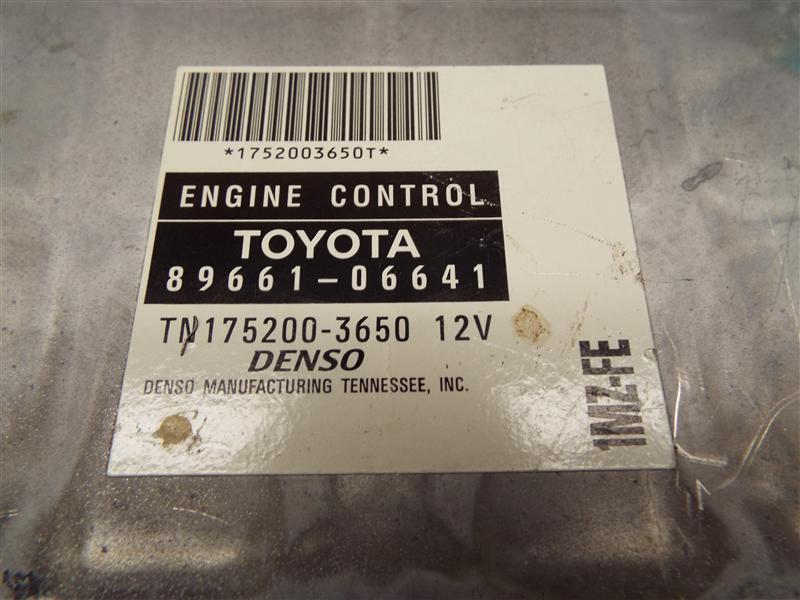 *1752003650T*
ENGINE CONTROL
TOYOTA
89661-06641
TN175200-3650 12V
DENSO
DENSO MANUFACTURING TENNESSEE, INC.
1MZ-FE